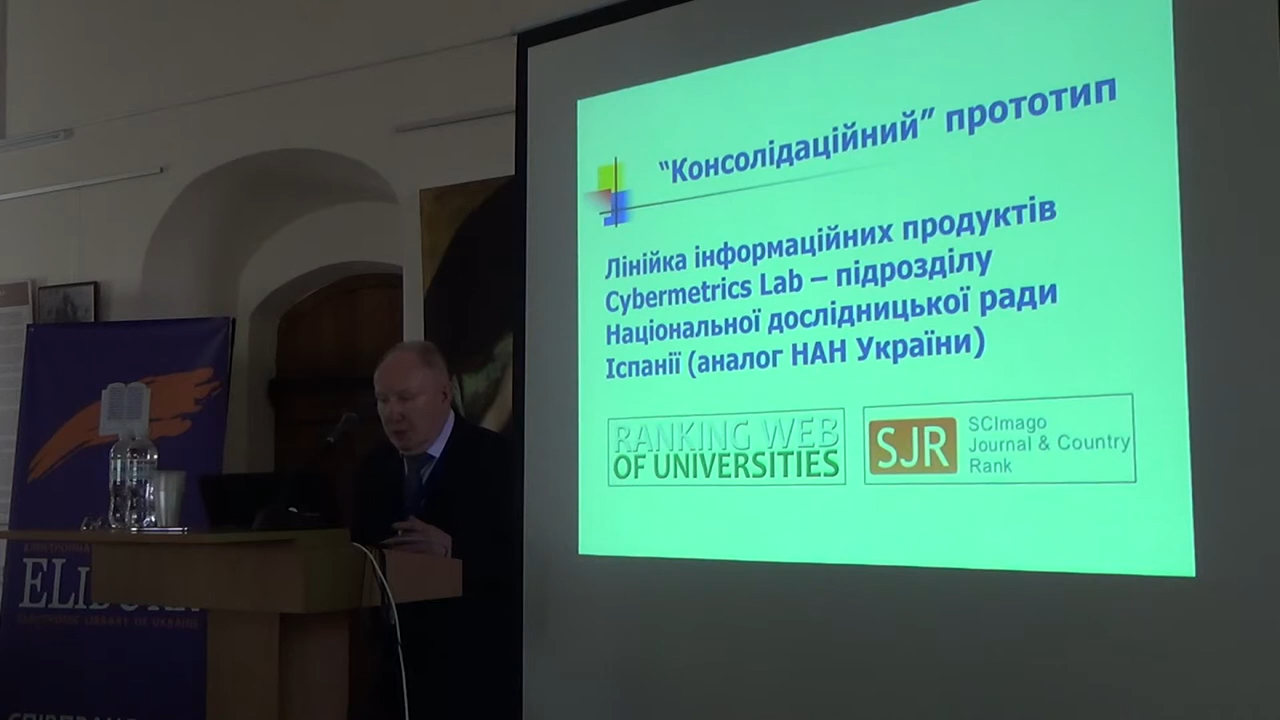 “Консолідаційний” прототип
Лінійка інформаційних продуктів
Cybermetrics Lab – підрозділу
Національної дослідницької ради
Іспанії (аналог НАН України)
RANKING WEB
OF UNIVERSITIES
SJR
SCImago
Journal & Country
Rank
ELECTRONIC LIBRARY OF UKRAINE